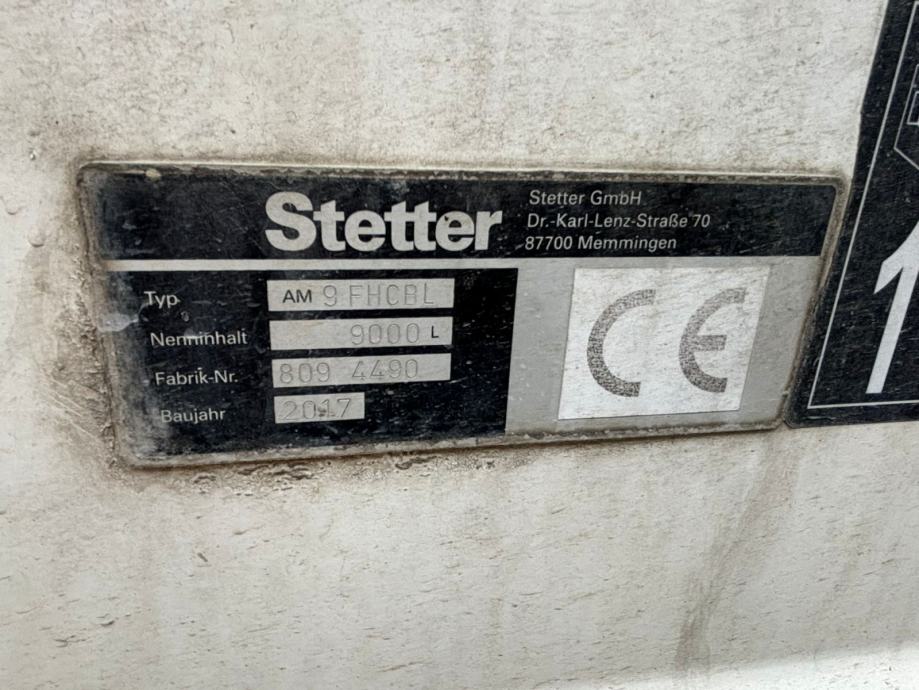 Stetter
Stetter GmbH
Dr.-Karl-Lenz-Straße 70
87700 Memmingen
Typ AM 9 FHCBL
Nenninhalt 9000 L
Fabrik-Nr. 809 4490
Baujahr 2017
CE
1